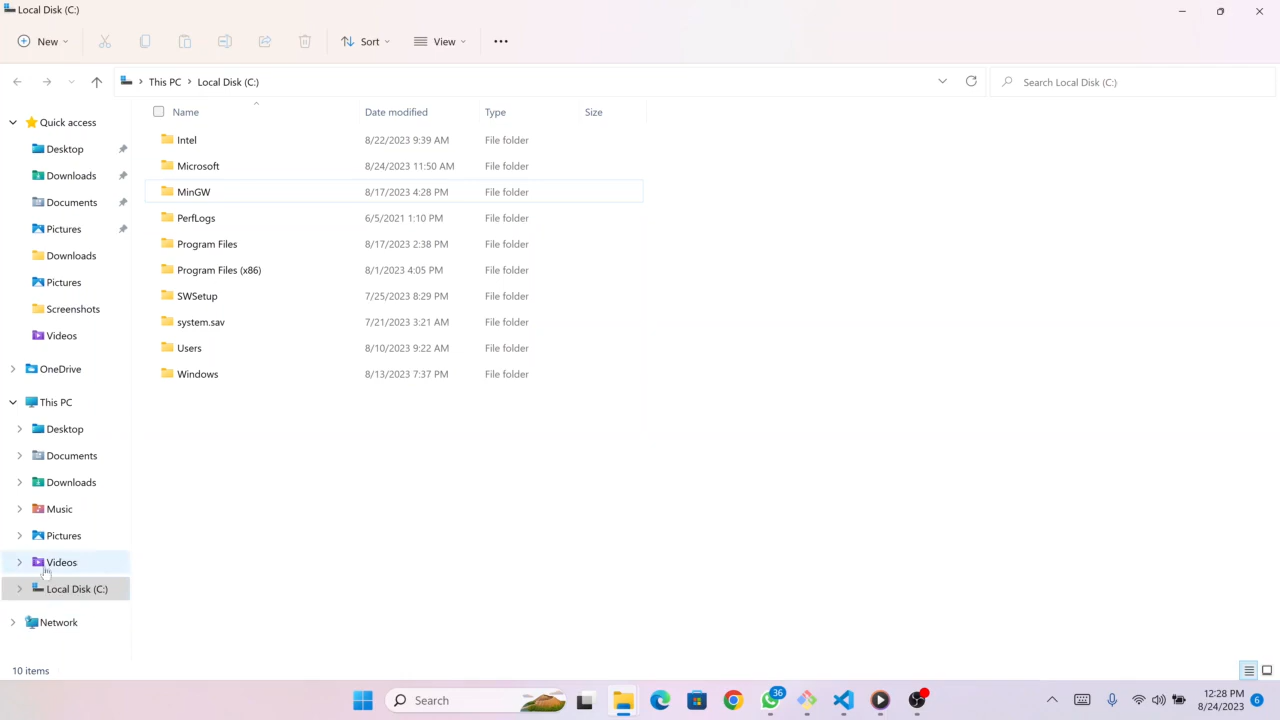 Local Disk (C:)
New Sort View
This PC Local Disk (C:) Search Local Disk (C:)
Name Date modified Type Size
Quick access
Desktop
Downloads
Documents
Pictures
Downloads
Pictures
Screenshots
Videos
OneDrive
This PC
Desktop
Documents
Downloads
Music
Pictures
Videos
Local Disk (C:)
Network
Intel 8/22/2023 9:39 AM File folder
Microsoft 8/24/2023 11:50 AM File folder
MinGW 8/17/2023 4:28 PM File folder
PerfLogs 6/5/2021 1:10 PM File folder
Program Files 8/17/2023 2:38 PM File folder
Program Files (x86) 8/1/2023 4:05 PM File folder
SWSetup 7/25/2023 8:29 PM File folder
system.sav 7/21/2023 3:21 AM File folder
Users 8/10/2023 9:22 AM File folder
Windows 8/13/2023 7:37 PM File folder
10 items
Search 36 12:28 PM
8/24/2023 6